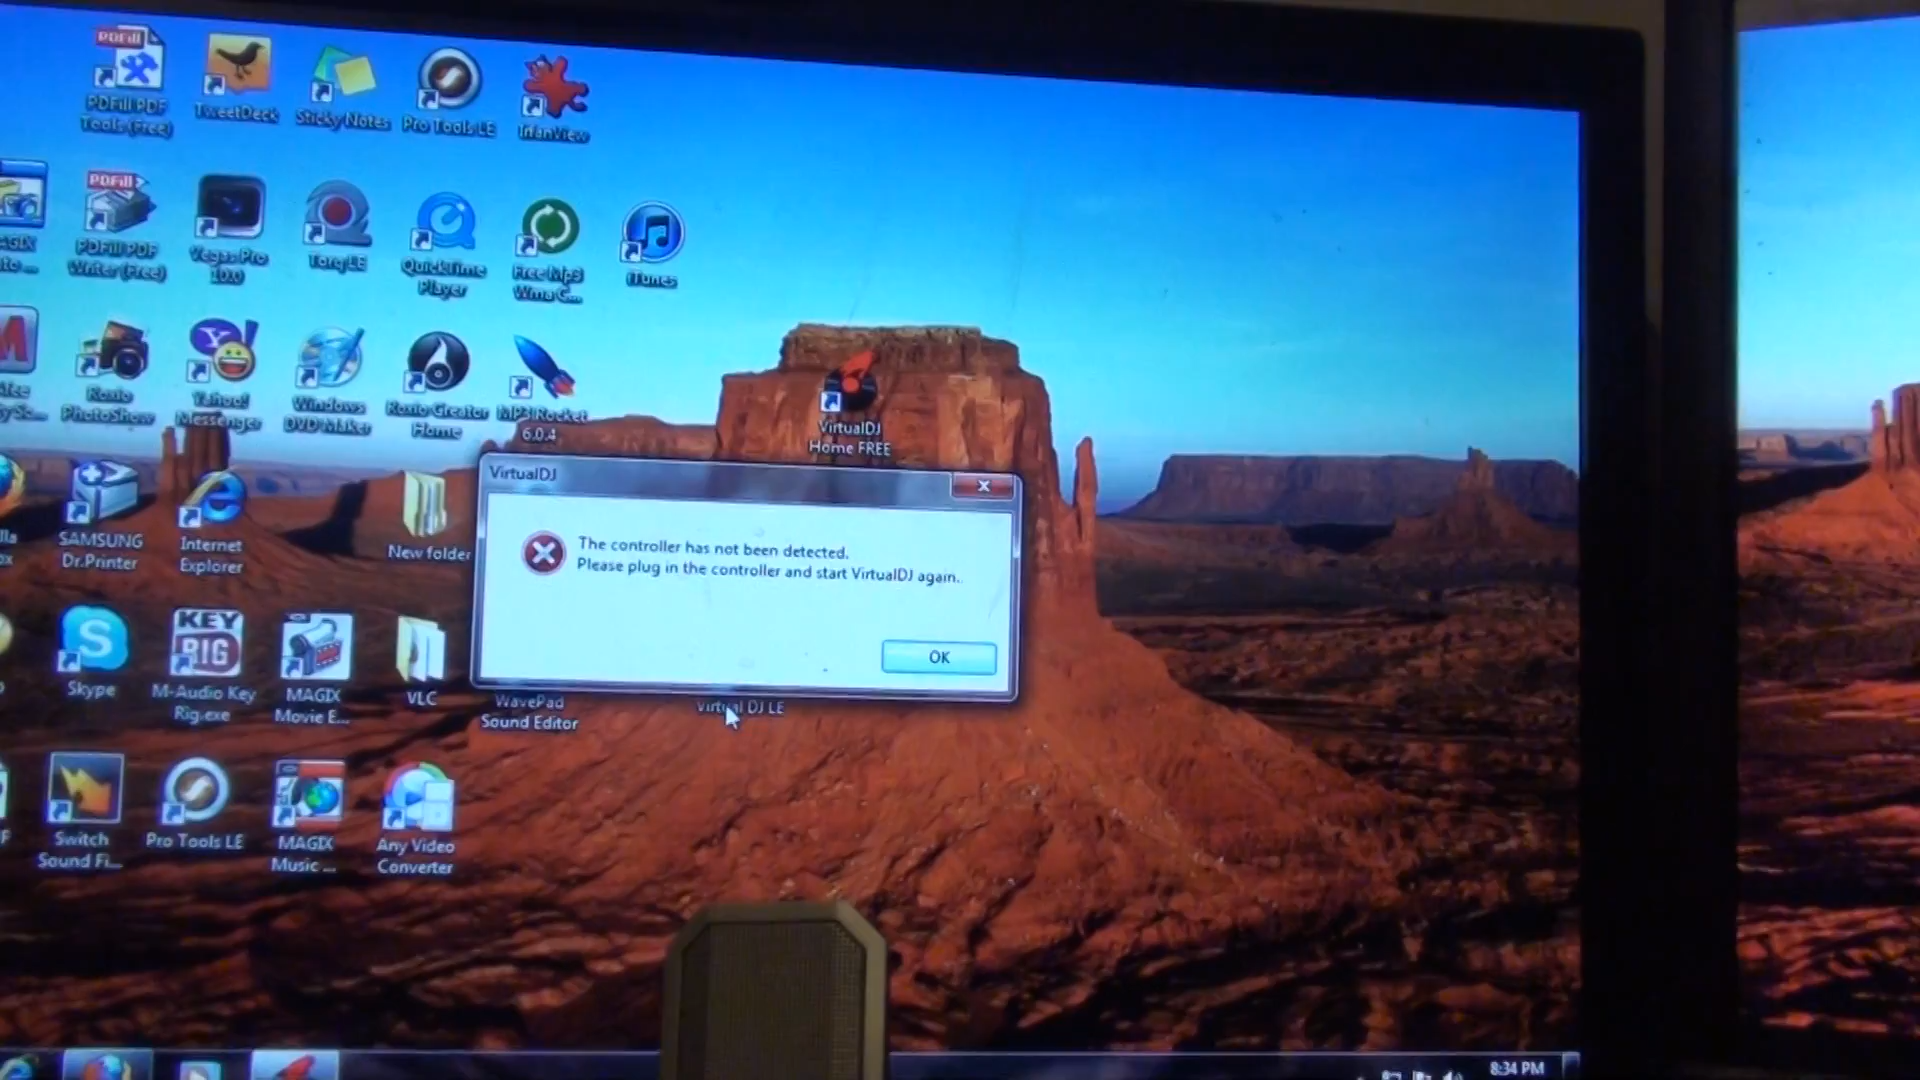 PDFill
PDFill PDF
Tools (Free)
TweetDeck
Sticky Notes
Pro Tools LE
IrfanView
PDFill
PDFill PDF
Writer (Free)
Vegas Pro
10.0
Torq LE
QuickTime
Player
Free Mp3
Wma C...
iTunes
Roxio
PhotoShow
Yahoo!
Messenger
Windows
DVD Maker
Roxio Creator
Home
MP3 Rocket
6.0.4
VirtualDJ
Home FREE
VirtualDJ
The controller has not been detected.
Please plug in the controller and start VirtualDJ again.
OK
SAMSUNG
Dr.Printer
Internet
Explorer
New folder
Skype
KEY
RIG
M-Audio Key
Rig.exe
MAGIX
Movie E...
VLC
WavePad
Sound Editor
Virtual DJ LE
Switch
Sound Fi...
Pro Tools LE
MAGIX
Music ...
Any Video
Converter
8:34 PM